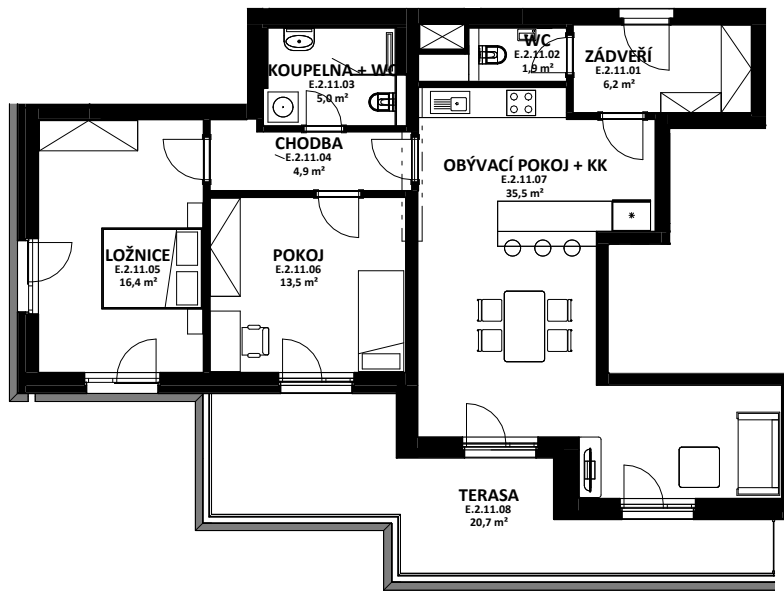 WC
E.2.11.02
1,9 m²
ZÁDVEŘÍ
E.2.11.01
6,2 m²
KOUPELNA + WC
E.2.11.03
5,0 m²
CHODBA
E.2.11.04
4,9 m²
OBÝVACÍ POKOJ + KK
E.2.11.07
35,5 m²
LOŽNICE
E.2.11.05
16,4 m²
POKOJ
E.2.11.06
13,5 m²
TERASA
E.2.11.08
20,7 m²